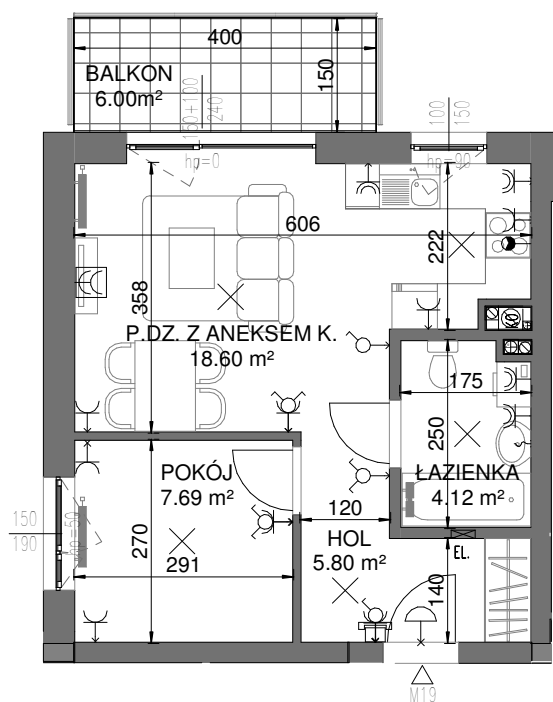 400
BALKON
6.00m²
150
150+100
240
hp=0
100
150
hp=90
606
222
358
P.DZ. Z ANEKSEM K.
18.60 m²
175
250
ŁAZIENKA
4.12 m²
POKÓJ
7.69 m²
150
190
hp=50
270
291
120
HOL
5.80 m²
EL.
140
M19